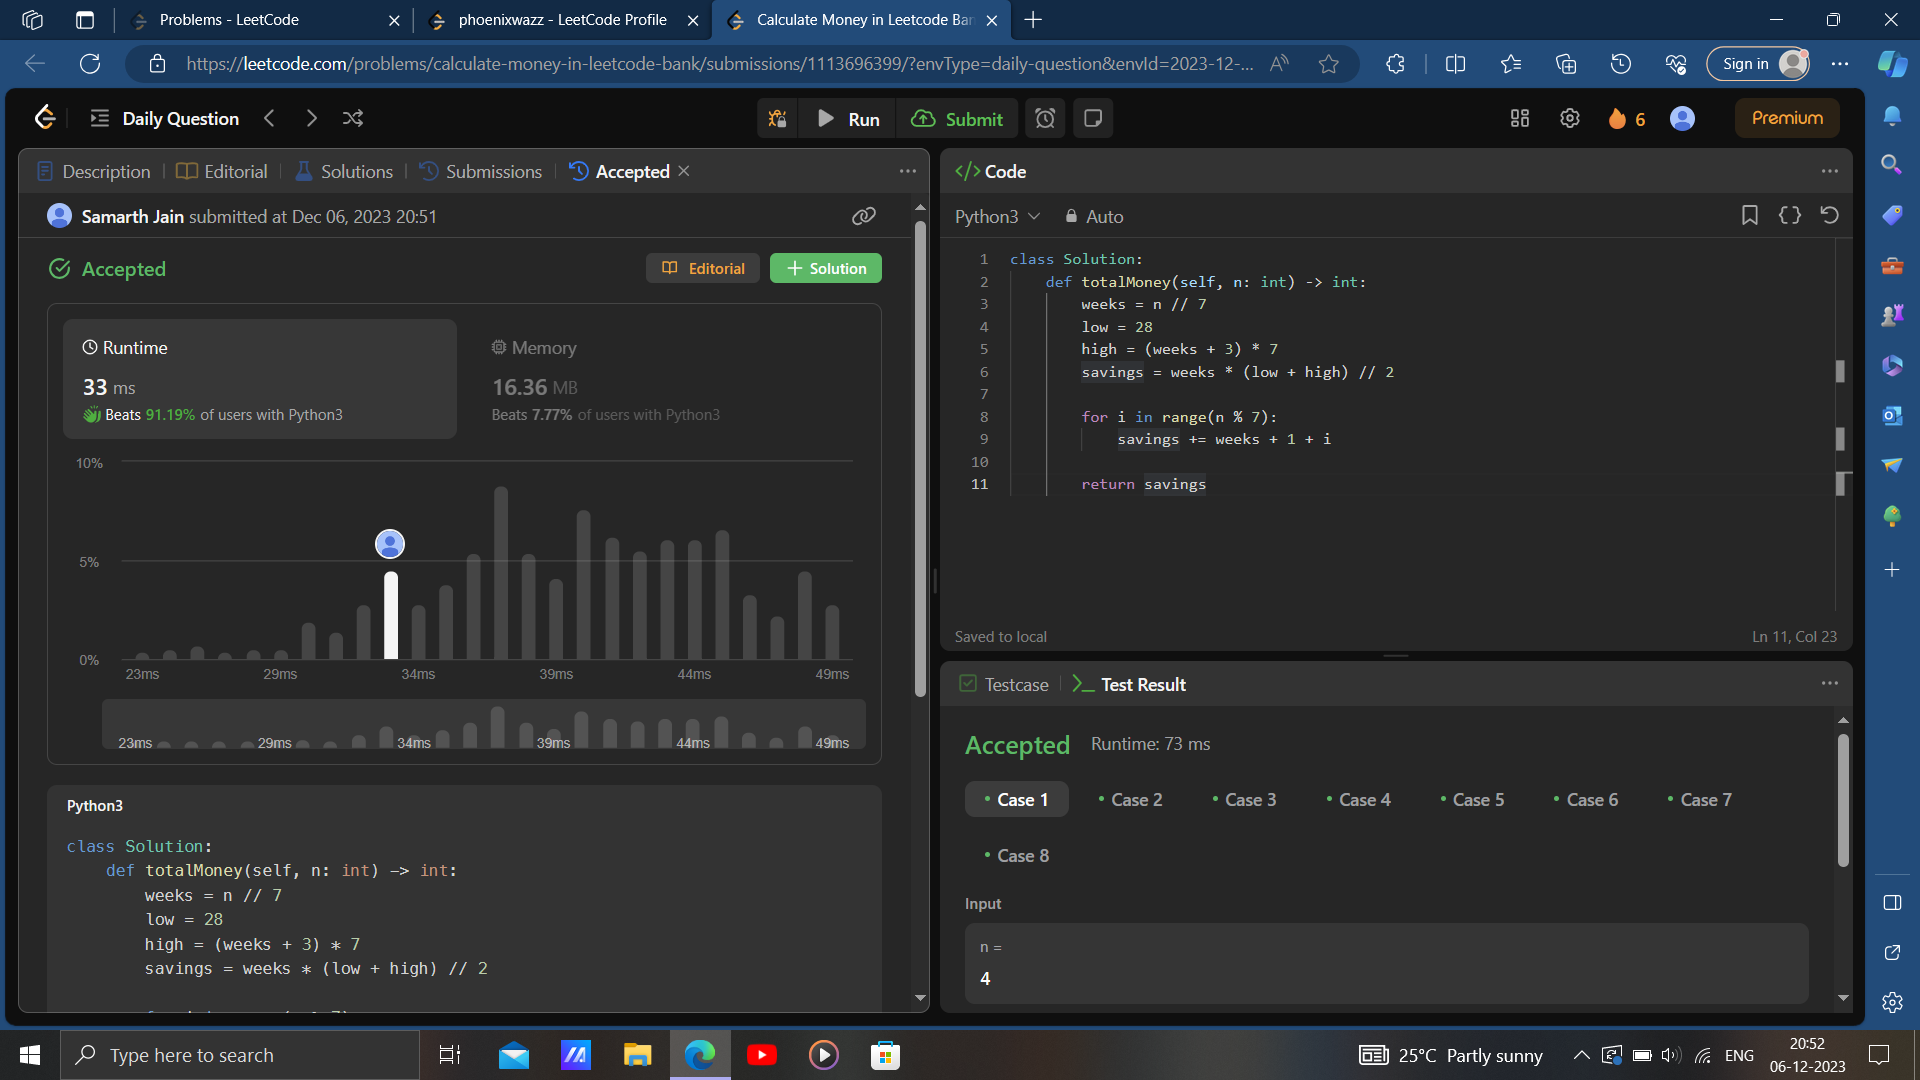 Problems - LeetCode
phoenixwazz - LeetCode Profile
Calculate Money in Leetcode Ban
https://leetcode.com/problems/calculate-money-in-leetcode-bank/submissions/1113696399/?envType=daily-question&envId=2023-12-...
Sign in
Daily Question
Run
Submit
6
Premium
Description
Editorial
Solutions
Submissions
Accepted
Samarth Jain submitted at Dec 06, 2023 20:51
Accepted
Editorial
+ Solution
Runtime
33 ms
Beats 91.19% of users with Python3
Memory
16.36 MB
Beats 7.77% of users with Python3
10%
5%
0%
23ms 29ms 34ms 39ms 44ms 49ms
23ms 29ms 34ms 39ms 44ms 49ms
Python3
class Solution:
    def totalMoney(self, n: int) -> int:
        weeks = n // 7
        low = 28
        high = (weeks + 3) * 7
        savings = weeks * (low + high) // 2
Code
Python3
Auto
1 class Solution:
2     def totalMoney(self, n: int) -> int:
3         weeks = n // 7
4         low = 28
5         high = (weeks + 3) * 7
6         savings = weeks * (low + high) // 2
7
8         for i in range(n % 7):
9             savings += weeks + 1 + i
10
11         return savings
Saved to local
Ln 11, Col 23
Testcase
Test Result
Accepted
Runtime: 73 ms
• Case 1 • Case 2 • Case 3 • Case 4 • Case 5 • Case 6 • Case 7
• Case 8
Input
n =
4
Type here to search
25°C Partly sunny
ENG
20:52
06-12-2023